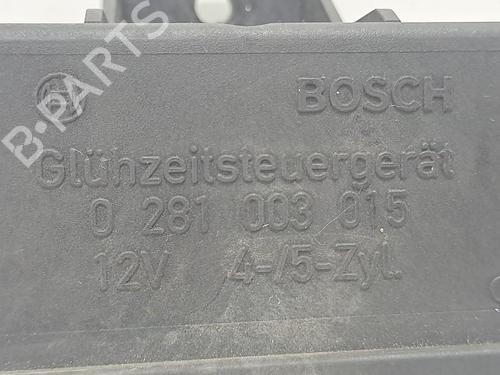 BOSCH
Glühzeitsteuergerät
0 281 003 015
12V 4-/5-Zyl.
B-PARTS